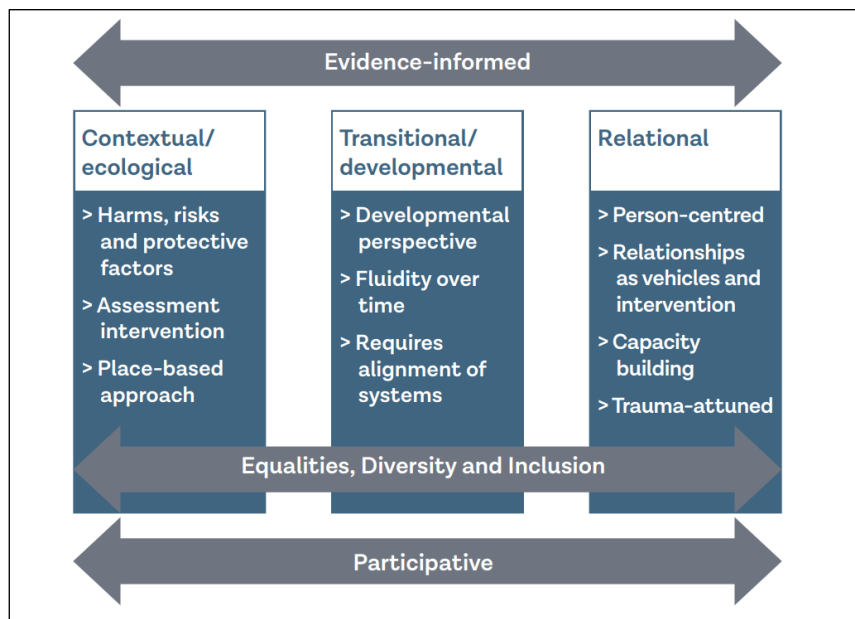 Evidence-informed
Contextual/
ecological
> Harms, risks
and protective
factors
> Assessment
intervention
> Place-based
approach
Transitional/
developmental
> Developmental
perspective
> Fluidity over
time
> Requires
alignment of
systems
Relational
> Person-centred
> Relationships
as vehicles and
intervention
> Capacity
building
> Trauma-attuned
Equalities, Diversity and Inclusion
Participative